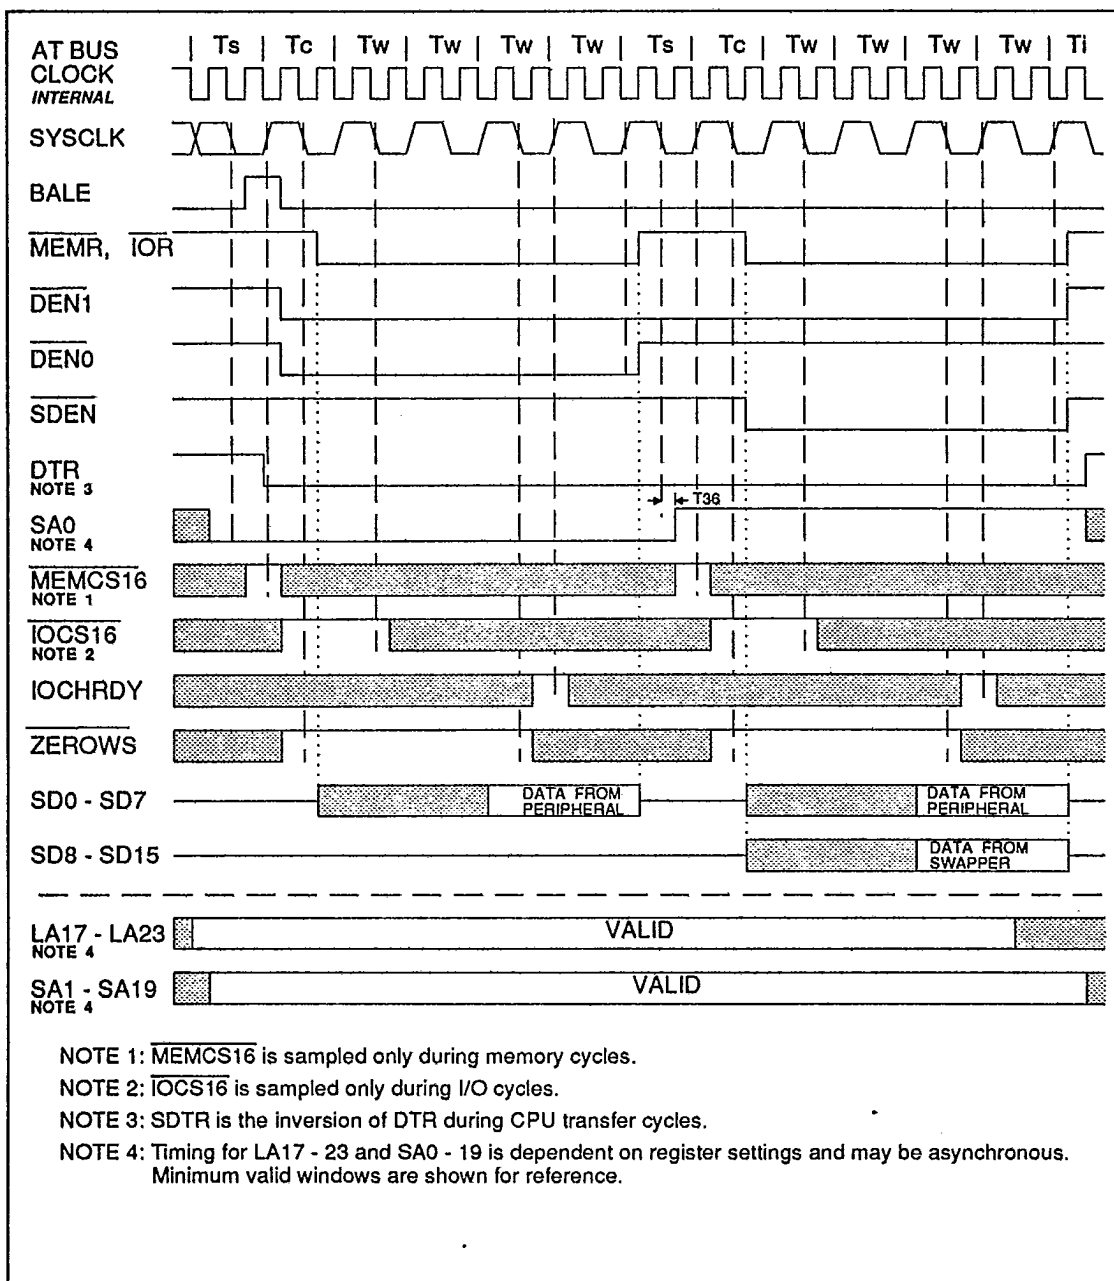 AT BUS
CLOCK
INTERNAL
Ts | Tc | Tw | Tw | Tw | Tw | Ts | Tc | Tw | Tw | Tw | Tw | Ti
SYSCLK
BALE
MEMR, IOR
DEN1
DEN0
SDEN
DTR
NOTE 3
T36
SA0
NOTE 4
MEMCS16
NOTE 1
IOCS16
NOTE 2
IOCHRDY
ZEROWS
SD0 - SD7
DATA FROM
PERIPHERAL
DATA FROM
PERIPHERAL
SD8 - SD15
DATA FROM
SWAPPER
LA17 - LA23
NOTE 4
VALID
SA1 - SA19
NOTE 4
VALID
NOTE 1: MEMCS16 is sampled only during memory cycles.
NOTE 2: IOCS16 is sampled only during I/O cycles.
NOTE 3: SDTR is the inversion of DTR during CPU transfer cycles.
NOTE 4: Timing for LA17 - 23 and SA0 - 19 is dependent on register settings and may be asynchronous.
Minimum valid windows are shown for reference.